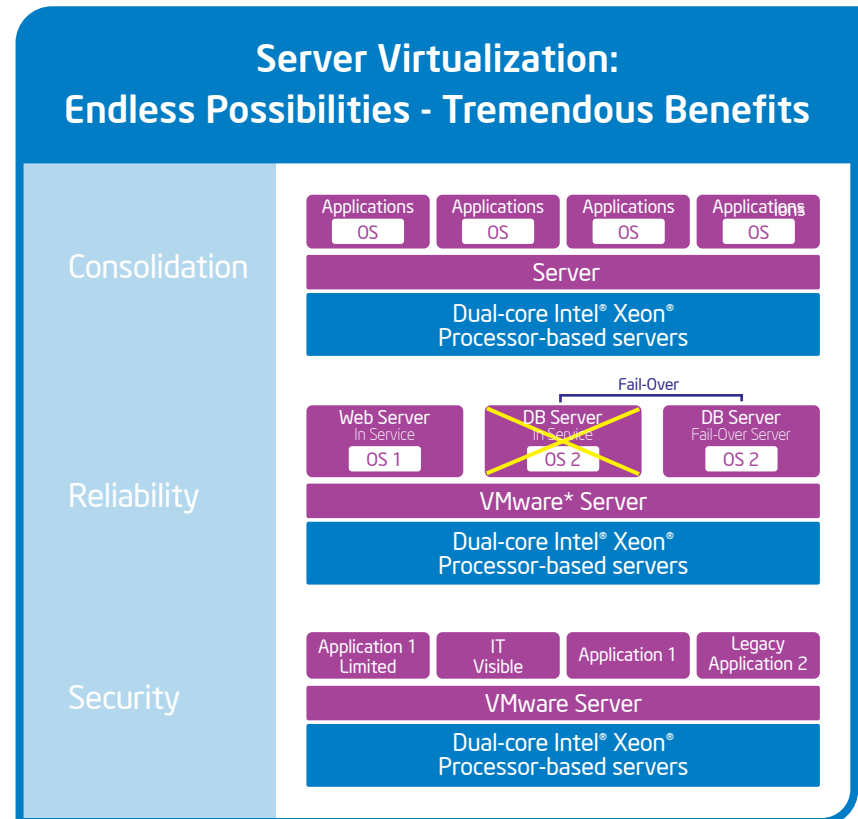 Server Virtualization:
Endless Possibilities - Tremendous Benefits
Consolidation
Applications
OS
Applications
OS
Applications
OS
Applications
ions
OS
Server
Dual-core Intel® Xeon®
Processor-based servers
Reliability
Fail-Over
Web Server
In Service
OS 1
DB Server
In Service
OS 2
DB Server
Fail-Over Server
OS 2
VMware* Server
Dual-core Intel® Xeon®
Processor-based servers
Security
Application 1
Limited
IT
Visible
Application 1
Legacy
Application 2
VMware Server
Dual-core Intel® Xeon®
Processor-based servers